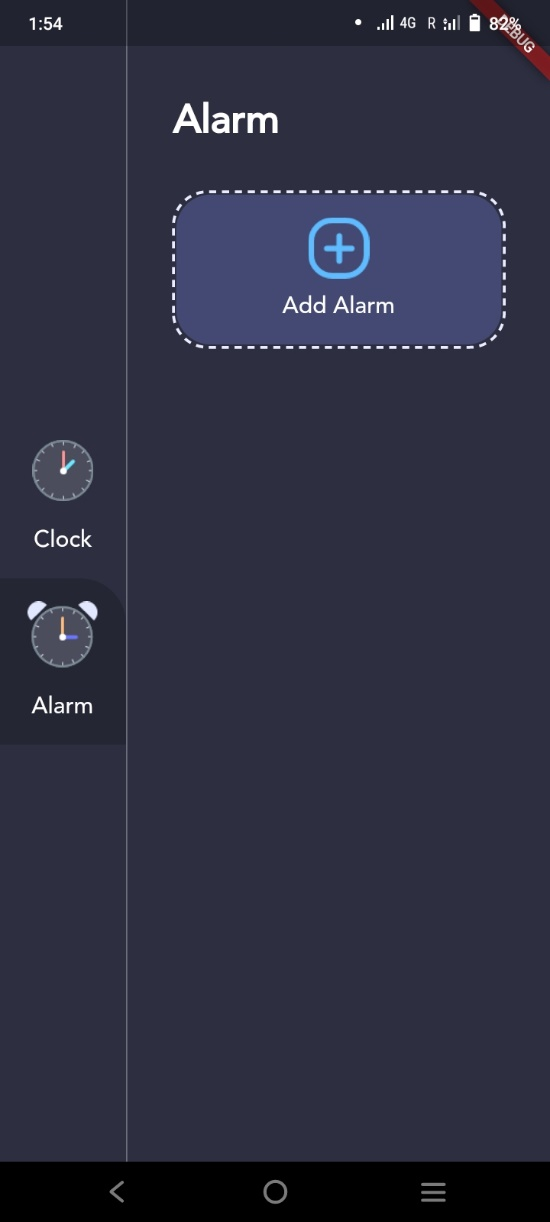 1:54
4G R 82%
DEBUG
Alarm
Add Alarm
Clock
Alarm